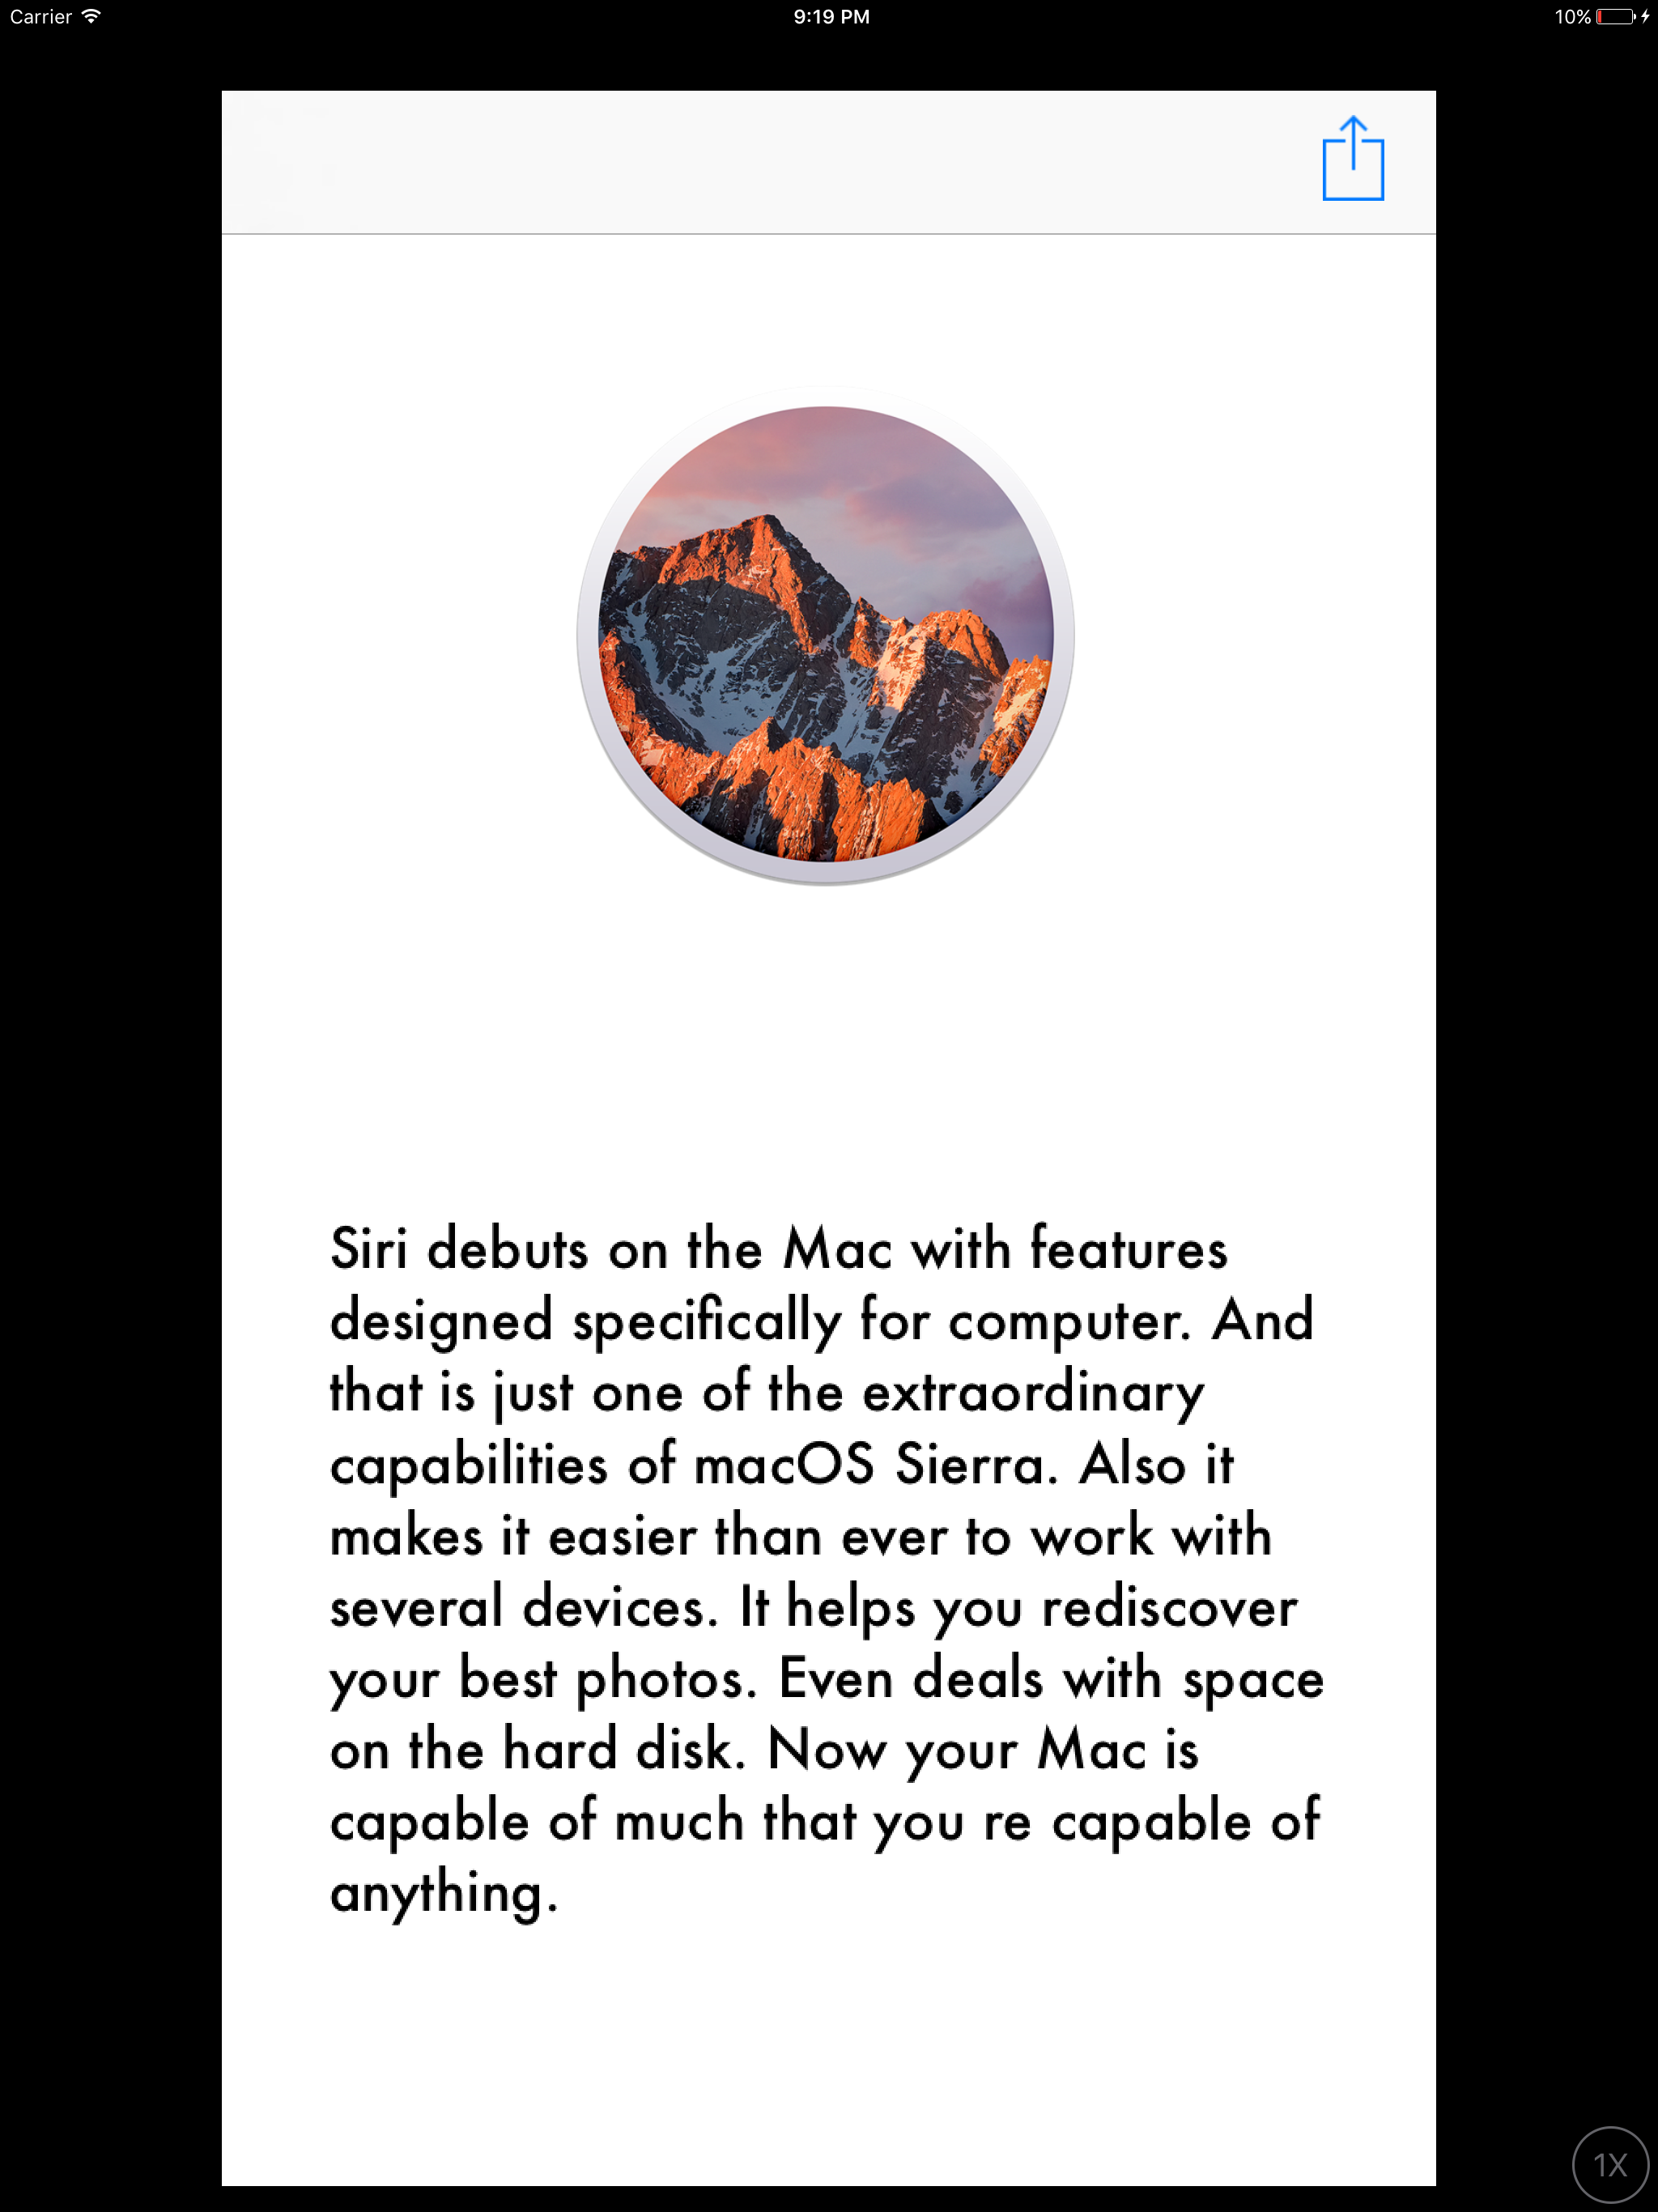 Carrier 9:19 PM 10%
Siri debuts on the Mac with features
designed specifically for computer. And
that is just one of the extraordinary
capabilities of macOS Sierra. Also it
makes it easier than ever to work with
several devices. It helps you rediscover
your best photos. Even deals with space
on the hard disk. Now your Mac is
capable of much that you re capable of
anything.
1X